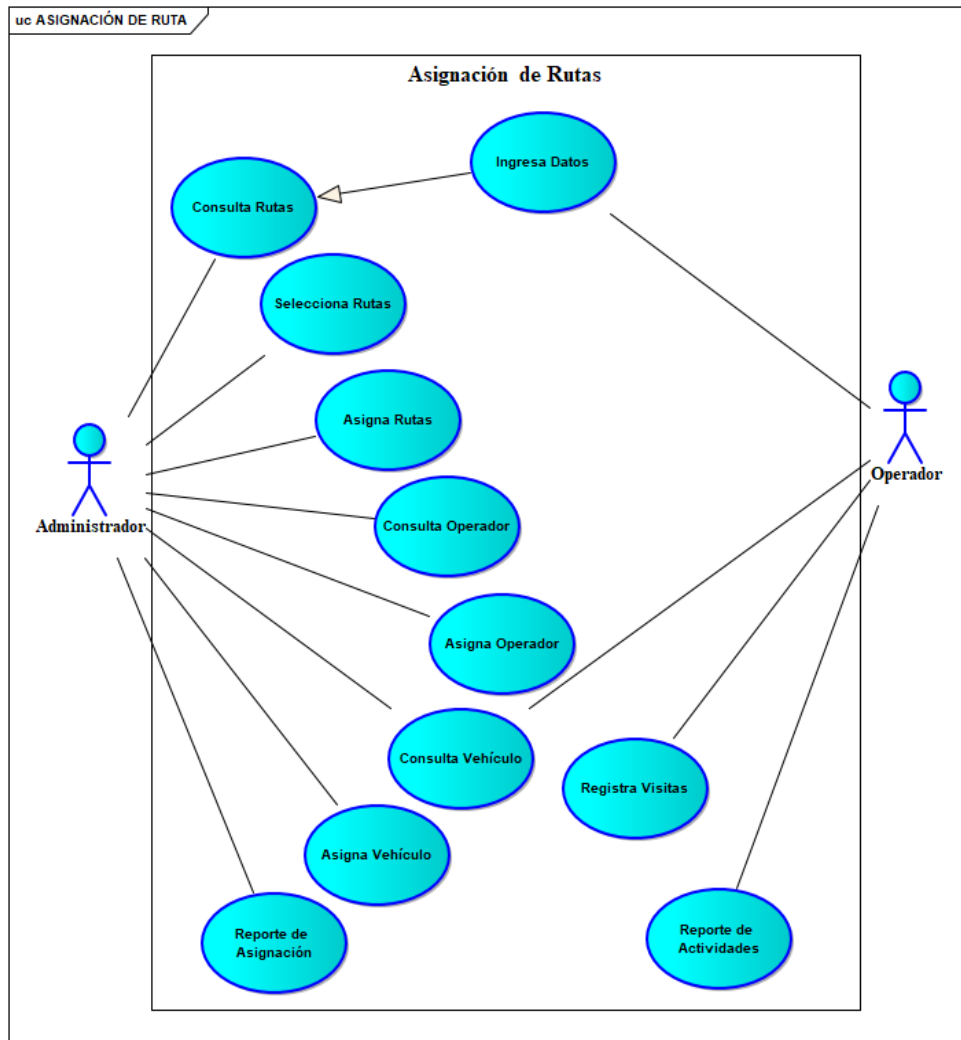 uc ASIGNACIÓN DE RUTA
Asignación de Rutas
Ingresa Datos
Consulta Rutas
Selecciona Rutas
Asigna Rutas
Administrador
Operador
Consulta Operador
Asigna Operador
Consulta Vehículo
Registra Visitas
Asigna Vehículo
Reporte de
Asignación
Reporte de
Actividades